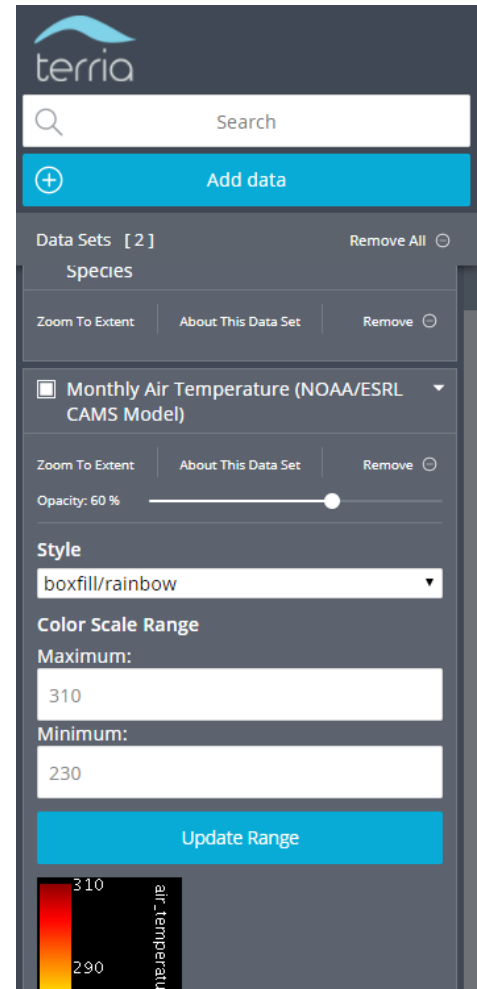 terria
Search
Add data
Data Sets [2]
Remove All
Species
Zoom To Extent
About This Data Set
Remove
Monthly Air Temperature (NOAA/ESRL
CAMS Model)
Zoom To Extent
About This Data Set
Remove
Opacity: 60 %
Style
boxfill/rainbow
Color Scale Range
Maximum:
310
Minimum:
230
Update Range
310
air_temperatu
290